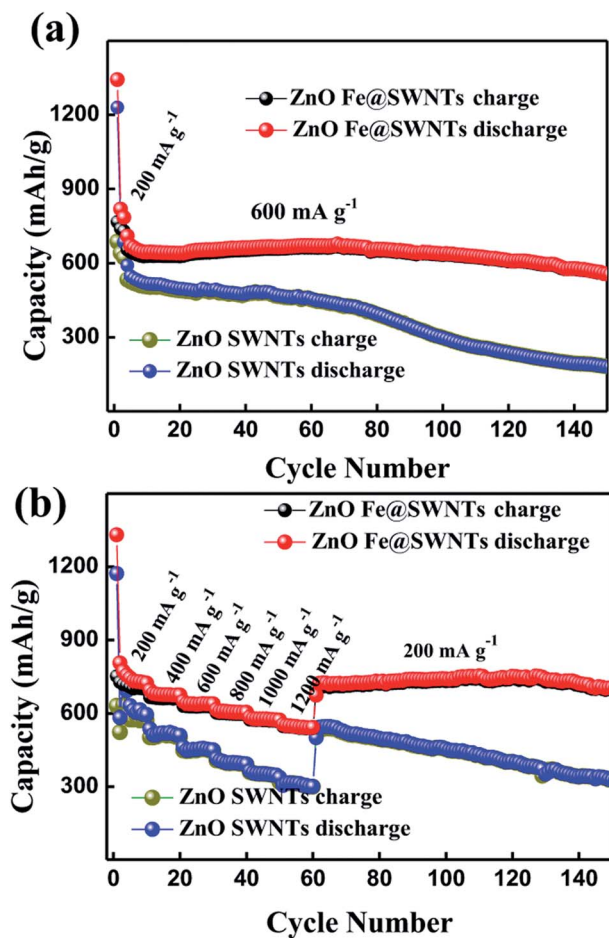 (a)
1200
900
600
300
Capacity (mAh/g)
ZnO Fe@SWNTs charge
ZnO Fe@SWNTs discharge
200 mA g⁻¹
600 mA g⁻¹
ZnO SWNTs charge
ZnO SWNTs discharge
0 20 40 60 80 100 120 140
Cycle Number
(b)
1200
900
600
300
Capacity (mAh/g)
ZnO Fe@SWNTs charge
ZnO Fe@SWNTs discharge
200 mA g⁻¹
400 mA g⁻¹
600 mA g⁻¹
800 mA g⁻¹
1000 mA g⁻¹
1200 mA g⁻¹
200 mA g⁻¹
ZnO SWNTs charge
ZnO SWNTs discharge
0 20 40 60 80 100 120 140
Cycle Number